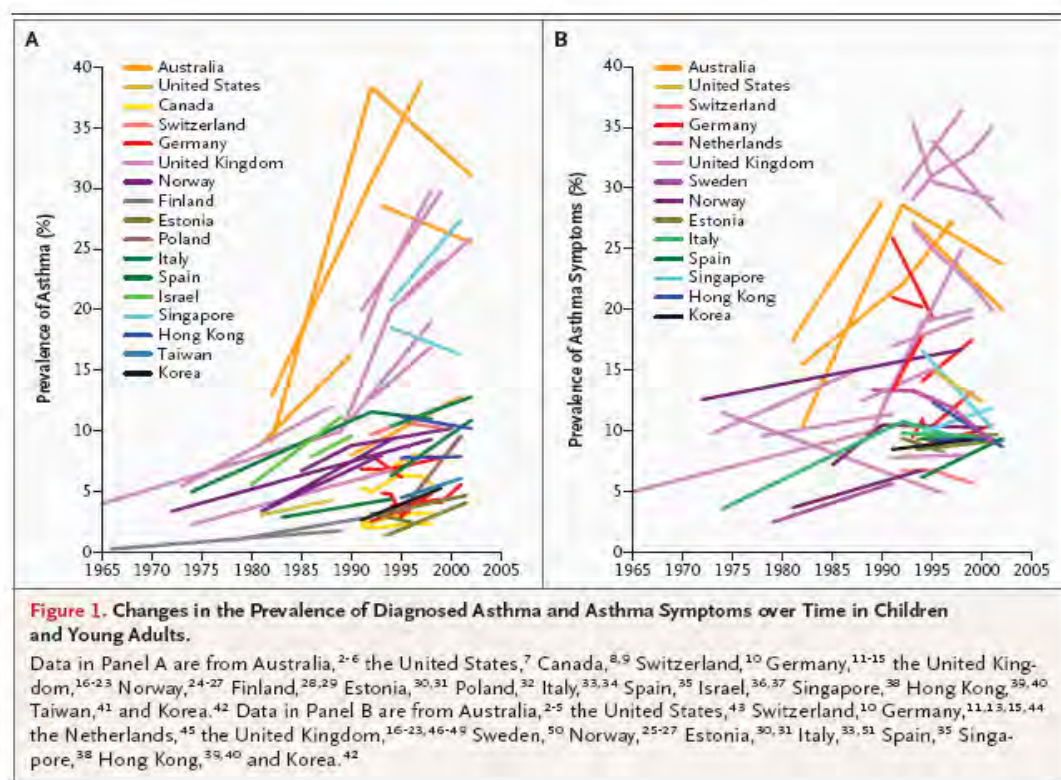 A
40
35
30
25
20
15
10
5
0
Prevalence of Asthma (%)
Australia
United States
Canada
Switzerland
Germany
United Kingdom
Norway
Finland
Estonia
Poland
Italy
Spain
Israel
Singapore
Hong Kong
Taiwan
Korea
1965 1970 1975 1980 1985 1990 1995 2000 2005
B
40
35
30
25
20
15
10
5
0
Prevalence of Asthma Symptoms (%)
Australia
United States
Switzerland
Germany
Netherlands
United Kingdom
Sweden
Norway
Estonia
Italy
Spain
Singapore
Hong Kong
Korea
1965 1970 1975 1980 1985 1990 1995 2000 2005
Figure 1. Changes in the Prevalence of Diagnosed Asthma and Asthma Symptoms over Time in Children
and Young Adults.
Data in Panel A are from Australia,²⁻⁶ the United States,⁷ Canada,⁸,⁹ Switzerland,¹⁰ Germany,¹¹⁻¹⁵ the United King-
dom,¹⁶⁻²³ Norway,²⁴⁻²⁷ Finland,²⁸,²⁹ Estonia,³⁰,³¹ Poland,³² Italy,³³,³⁴ Spain,³⁵ Israel,³⁶,³⁷ Singapore,³⁸ Hong Kong,³⁹,⁴⁰
Taiwan,⁴¹ and Korea.⁴² Data in Panel B are from Australia,²⁻⁵ the United States,⁴³ Switzerland,¹⁰ Germany,¹¹,¹³,¹⁵,⁴⁴
the Netherlands,⁴⁵ the United Kingdom,¹⁶⁻²³,⁴⁶⁻⁴⁹ Sweden,⁵⁰ Norway,²⁵⁻²⁷ Estonia,³⁰,³¹ Italy,³³,⁵¹ Spain,³⁵ Singa-
pore,³⁸ Hong Kong,³⁹,⁴⁰ and Korea.⁴²